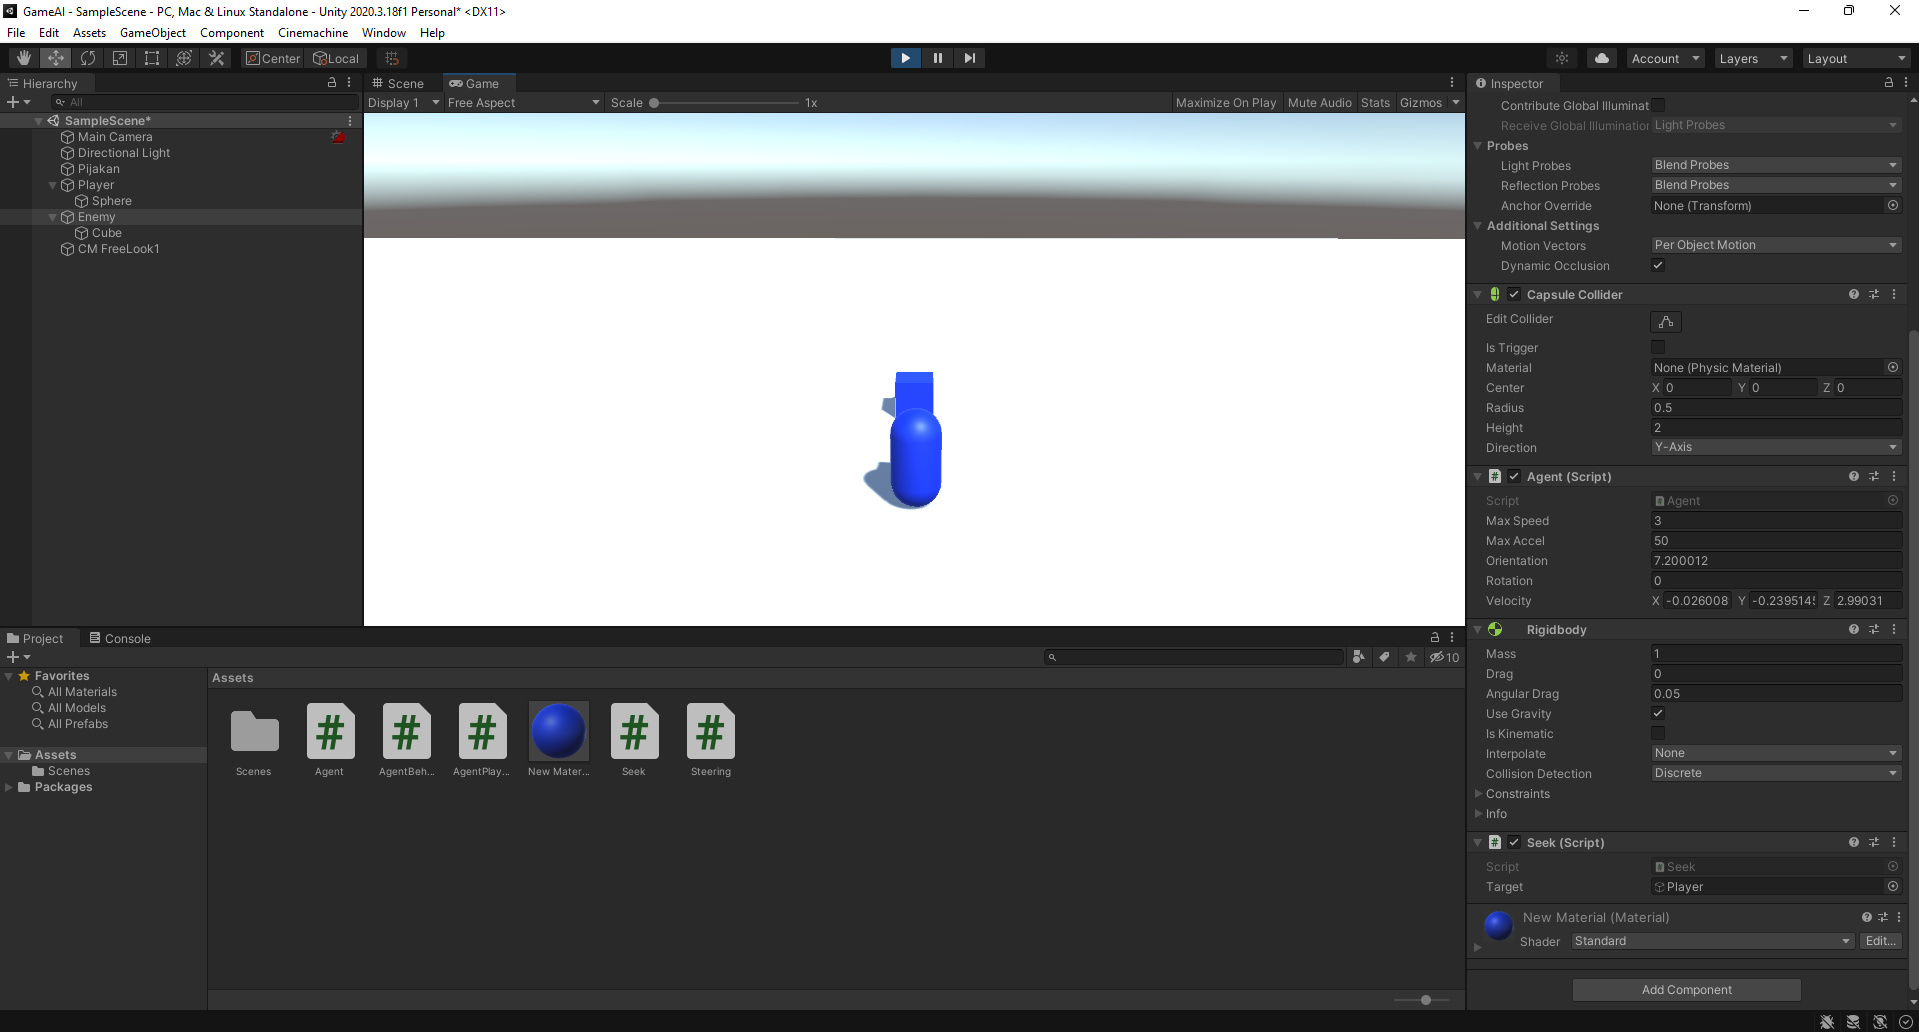 GameAI - SampleScene - PC, Mac & Linux Standalone - Unity 2020.3.18f1 Personal* <DX11>
File Edit Assets GameObject Component Cinemachine Window Help
Center Local Account Layers Layout
Hierarchy
All
SampleScene*
Main Camera
Directional Light
Pijakan
Player
Sphere
Enemy
Cube
CM FreeLook1
Scene Game
Display 1 Free Aspect Scale 1x Maximize On Play Mute Audio Stats Gizmos
Inspector
Contribute Global Illuminat
Receive Global Illumination Light Probes
Probes
Light Probes Blend Probes
Reflection Probes Blend Probes
Anchor Override None (Transform)
Additional Settings
Motion Vectors Per Object Motion
Dynamic Occlusion
Capsule Collider
Edit Collider
Is Trigger
Material None (Physic Material)
Center X 0 Y 0 Z 0
Radius 0.5
Height 2
Direction Y-Axis
# Agent (Script)
Script Agent
Max Speed 3
Max Accel 50
Orientation 7.200012
Rotation 0
Velocity X -0.026008 Y -0.2395145 Z 2.99031
Rigidbody
Mass 1
Drag 0
Angular Drag 0.05
Use Gravity
Is Kinematic
Interpolate None
Collision Detection Discrete
Constraints
Info
# Seek (Script)
Script Seek
Target Player
New Material (Material)
Shader Standard Edit...
Add Component
Project Console
10
Favorites
All Materials
All Models
All Prefabs
Assets
Scenes
Packages
Assets
# # # # #
Scenes Agent AgentBeh... AgentPlay... New Mater... Seek Steering